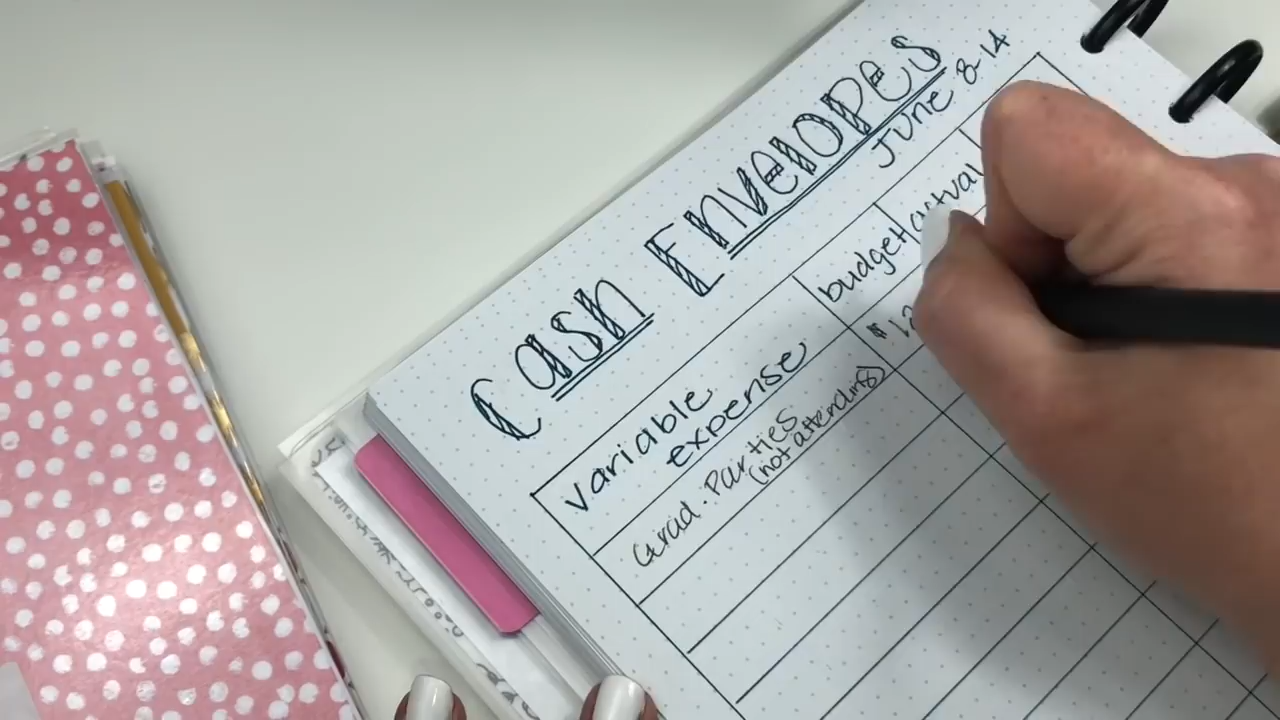 Cash Envelopes
June 8-14
variable expense
budget actual
Grad. Parties
(not attending)